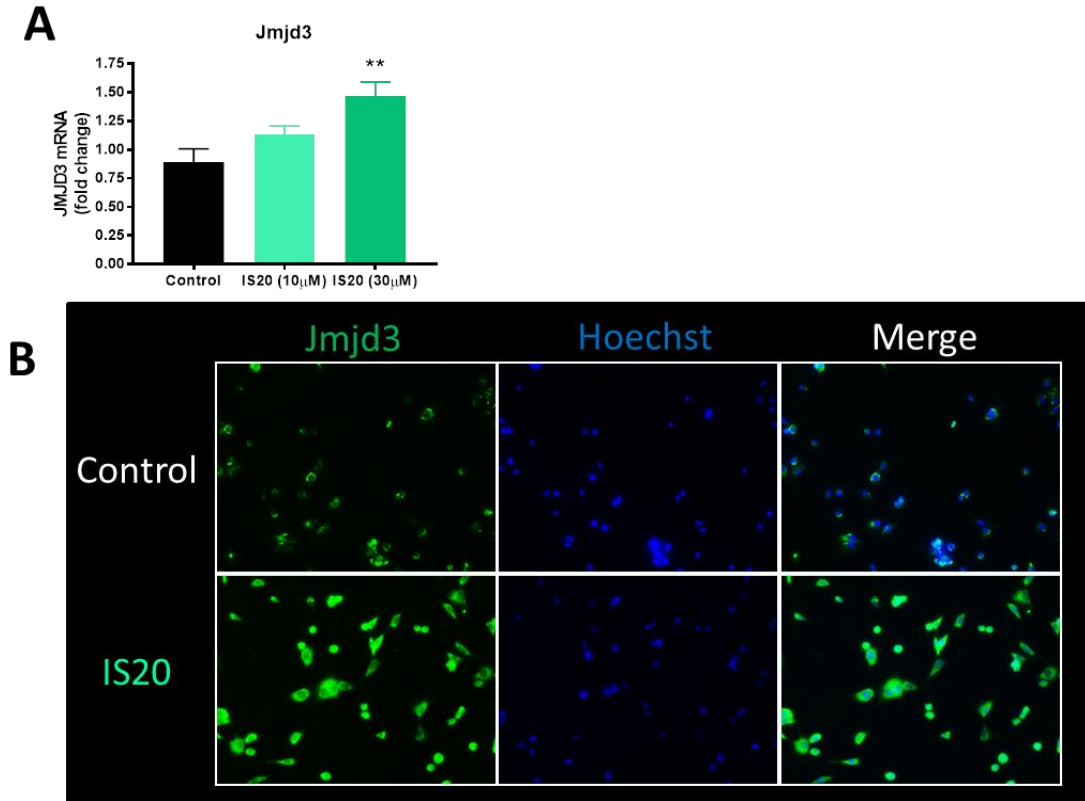 A
Jmjd3
**
JMJD3 mRNA
(fold change)
1.75
1.50
1.25
1.00
0.75
0.50
0.25
0.00
Control IS20 (10µM) IS20 (30µM)
B
Jmjd3 Hoechst Merge
Control
IS20